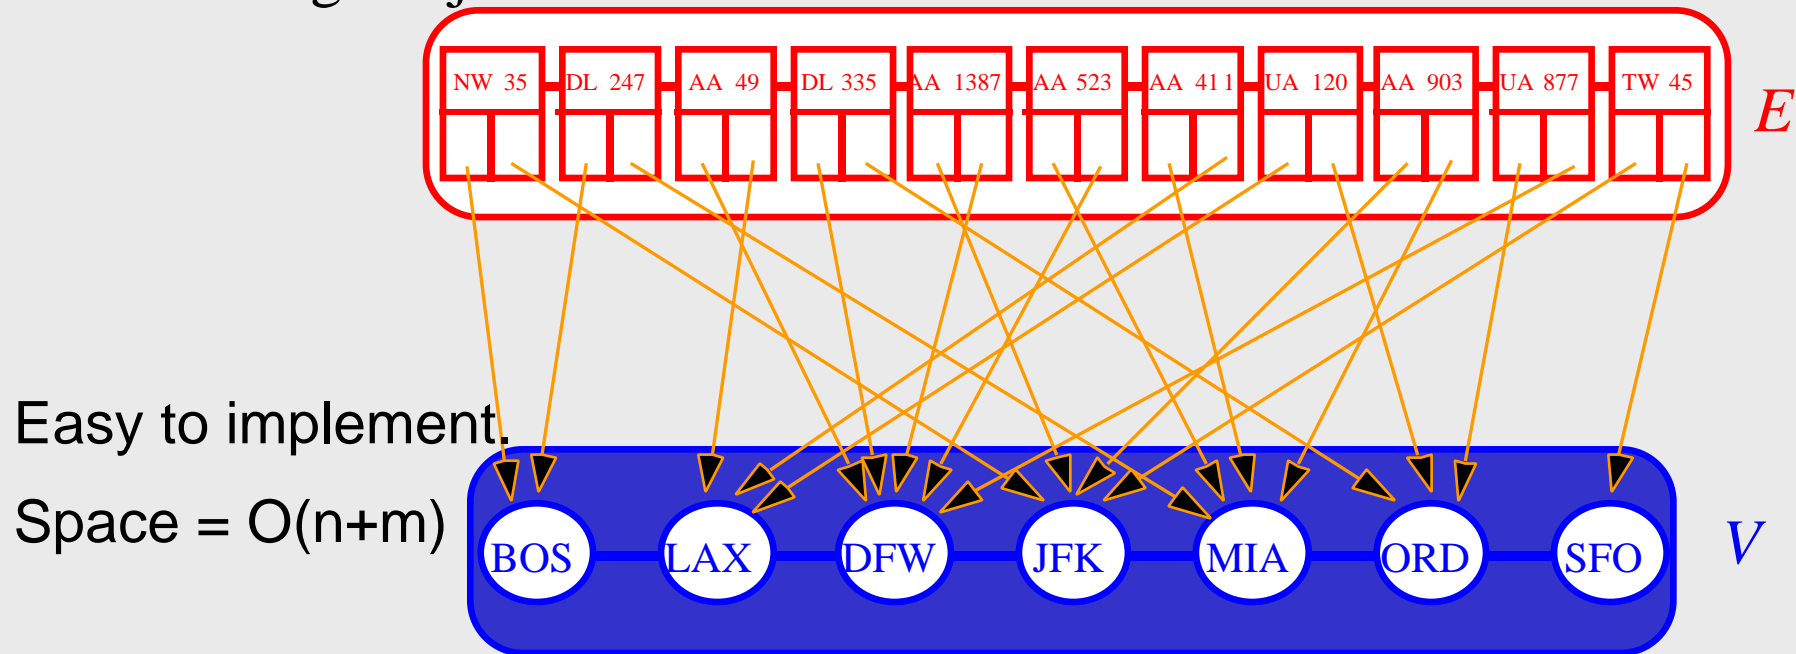 NW 35 DL 247 AA 49 DL 335 AA 1387 AA 523 AA 411 UA 120 AA 903 UA 877 TW 45
E
Easy to implement.
Space = O(n+m)
BOS LAX DFW JFK MIA ORD SFO
V